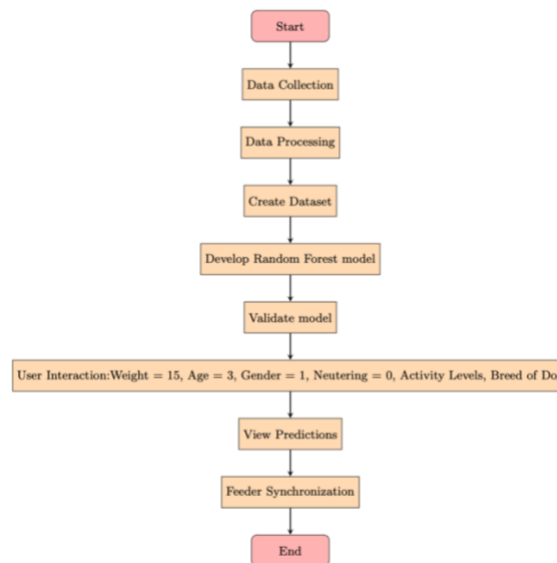 Start
Data Collection
Data Processing
Create Dataset
Develop Random Forest model
Validate model
User Interaction:Weight = 15, Age = 3, Gender = 1, Neutering = 0, Activity Levels, Breed of Do
View Predictions
Feeder Synchronization
End